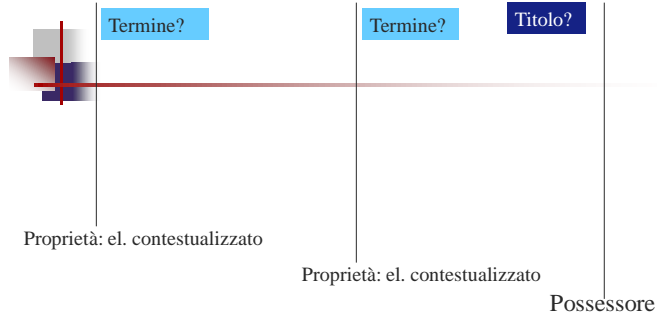 Termine?
Termine?
Titolo?
Proprietà: el. contestualizzato
Proprietà: el. contestualizzato
Possessore